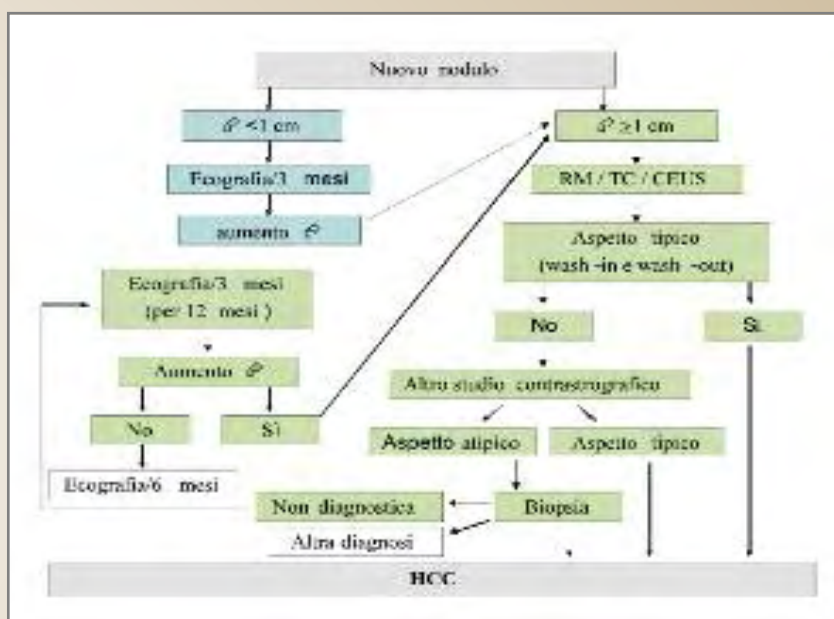 Nuovo nodulo
<1 cm
≥1 cm
Ecografia/3 mesi
RM / TC / CEUS
aumento
Aspetto tipico
(wash -in e wash -out)
Ecografia/3 mesi
(per 12 mesi )
No
Si
Aumento
Altro studio contrastrografico
No
Sì
Aspetto atipico
Aspetto tipico
Ecografia/6 mesi
Non diagnostica
Biopsia
Altra diagnosi
HCC